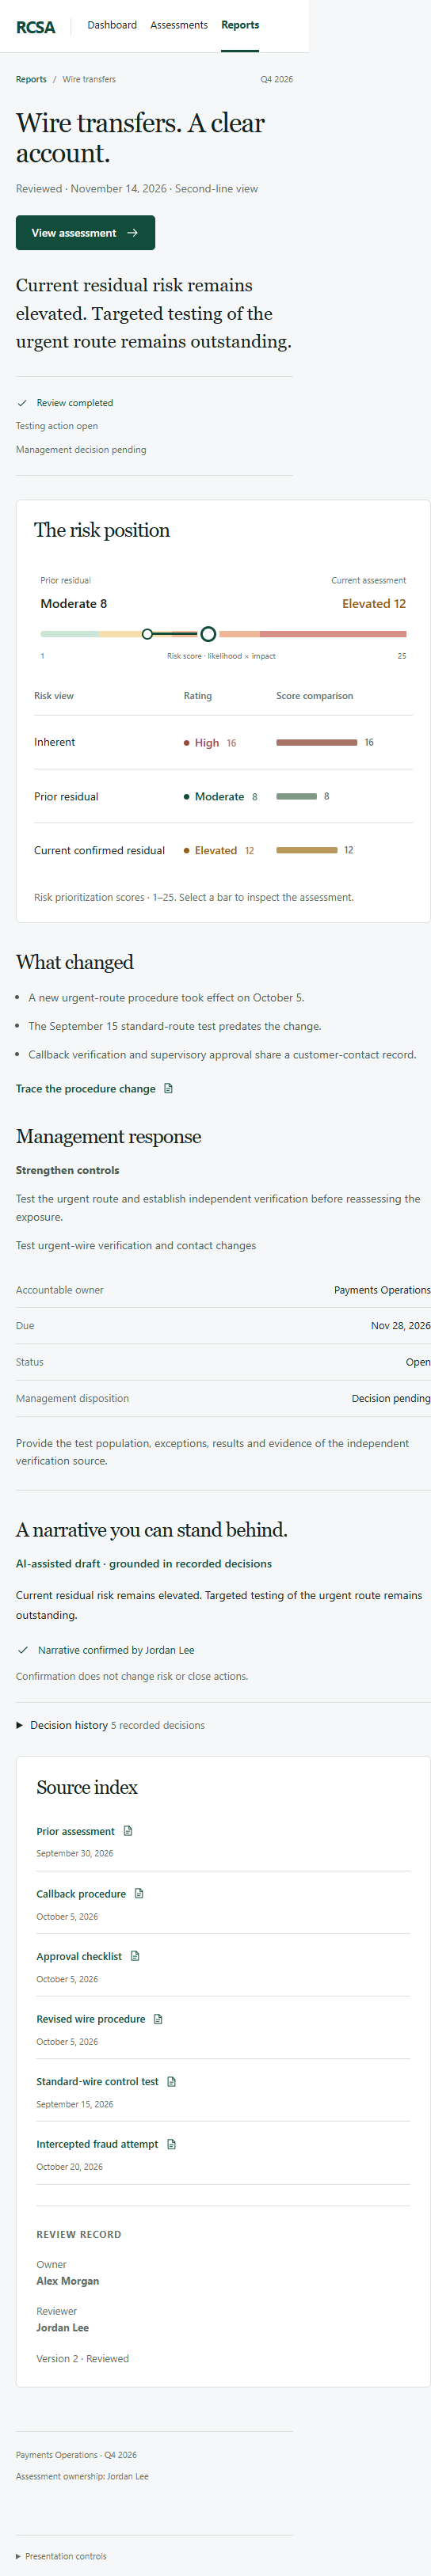 RCSA
Dashboard
Assessments
Reports
Reports / Wire transfers
Q4 2026
Wire transfers. A clear
account.
Reviewed · November 14, 2026 · Second-line view
View assessment
Current residual risk remains
elevated. Targeted testing of the
urgent route remains outstanding.
Review completed
Testing action open
Management decision pending
The risk position
Prior residual
Current assessment
Moderate 8
Elevated 12
1
Risk score · likelihood × impact
25
Risk view
Rating
Score comparison
Inherent
High 16
16
Prior residual
Moderate 8
8
Current confirmed residual
Elevated 12
12
Risk prioritization scores · 1–25. Select a bar to inspect the assessment.
What changed
A new urgent-route procedure took effect on October 5.
The September 15 standard-route test predates the change.
Callback verification and supervisory approval share a customer-contact record.
Trace the procedure change
Management response
Strengthen controls
Test the urgent route and establish independent verification before reassessing the
exposure.
Test urgent-wire verification and contact changes
Accountable owner
Payments Operations
Due
Nov 28, 2026
Status
Open
Management disposition
Decision pending
Provide the test population, exceptions, results and evidence of the independent
verification source.
A narrative you can stand behind.
AI-assisted draft · grounded in recorded decisions
Current residual risk remains elevated. Targeted testing of the urgent route remains
outstanding.
Narrative confirmed by Jordan Lee
Confirmation does not change risk or close actions.
Decision history 5 recorded decisions
Source index
Prior assessment
September 30, 2026
Callback procedure
October 5, 2026
Approval checklist
October 5, 2026
Revised wire procedure
October 5, 2026
Standard-wire control test
September 15, 2026
Intercepted fraud attempt
October 20, 2026
REVIEW RECORD
Owner
Alex Morgan
Reviewer
Jordan Lee
Version 2 · Reviewed
Payments Operations · Q4 2026
Assessment ownership: Jordan Lee
Presentation controls